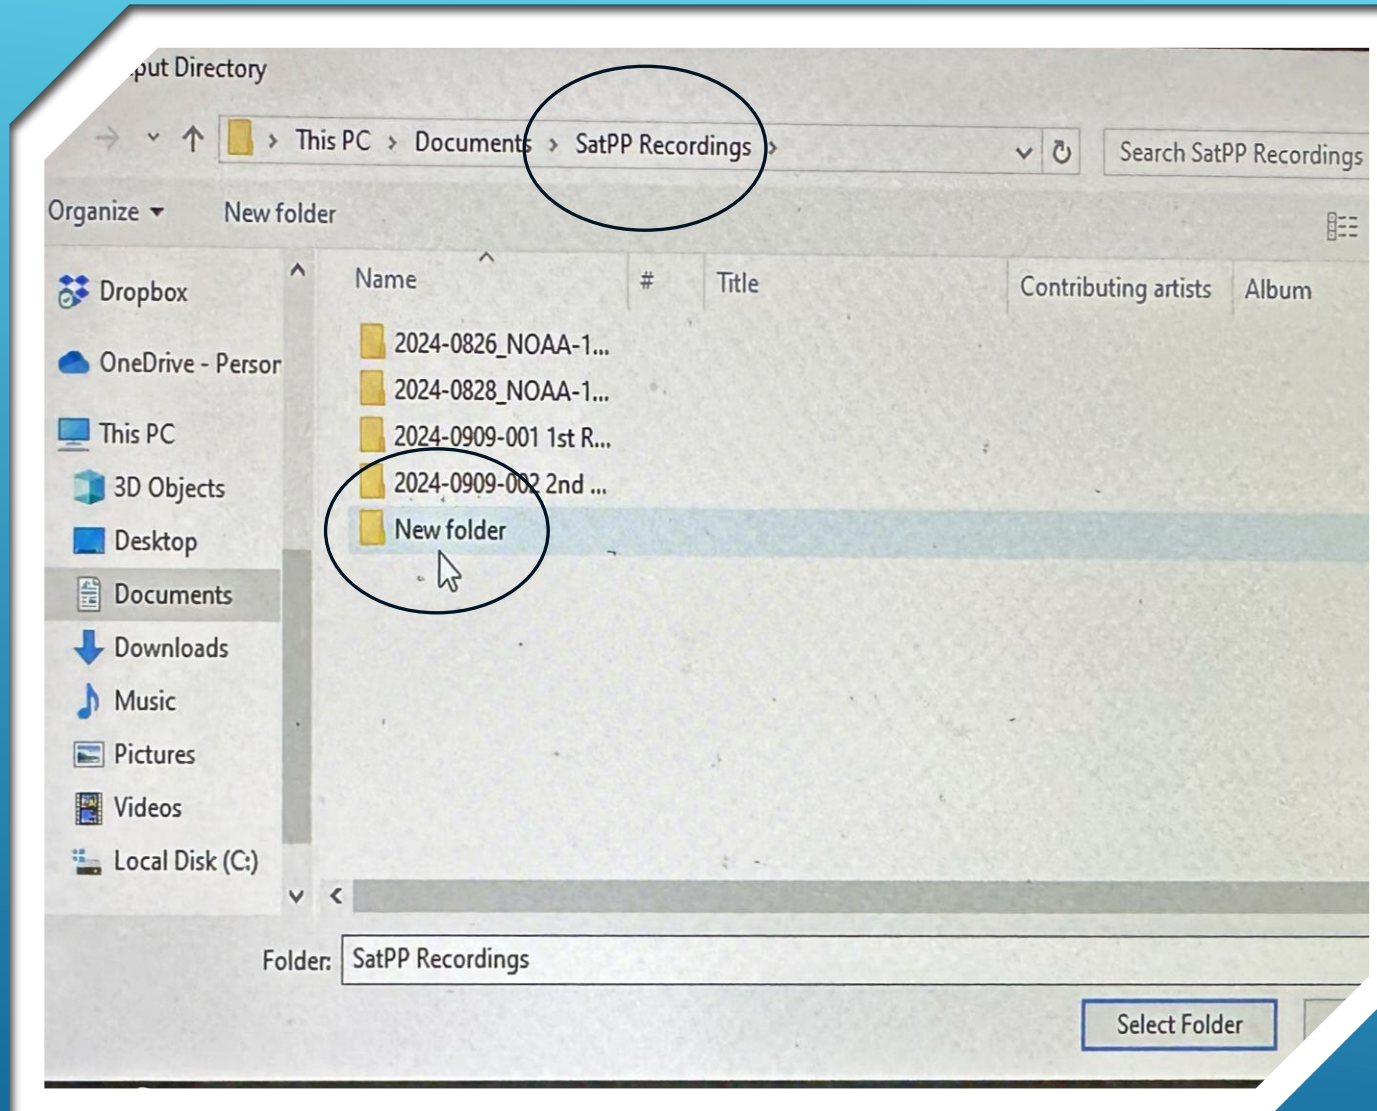 put Directory
This PC > Documents > SatPP Recordings >
Search SatPP Recordings
Organize
New folder
Name
#
Title
Contributing artists
Album
Dropbox
OneDrive - Person
This PC
3D Objects
Desktop
Documents
Downloads
Music
Pictures
Videos
Local Disk (C:)
2024-0826_NOAA-1...
2024-0828_NOAA-1...
2024-0909-001 1st R...
2024-0909-002 2nd ...
New folder
Folder: SatPP Recordings
Select Folder